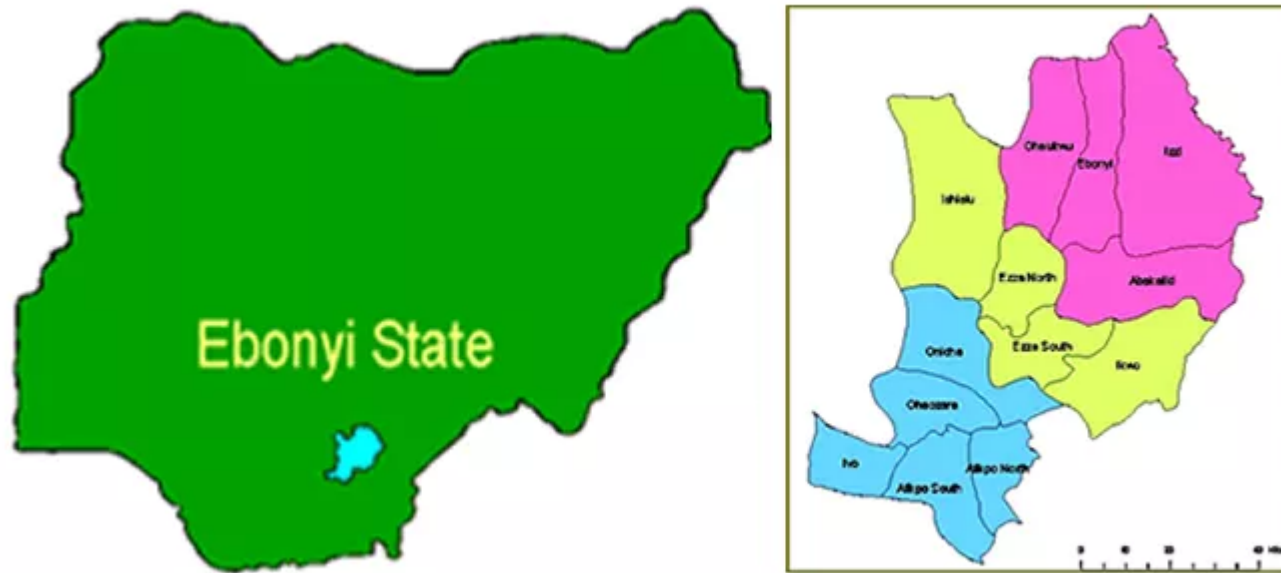 Ebonyi State
Ohaukwu
Ebonyi
Izzi
Ishielu
Ezza North
Abakaliki
Ezza South
Ikwo
Onicha
Ohaozara
Ivo
Afikpo North
Afikpo South
0